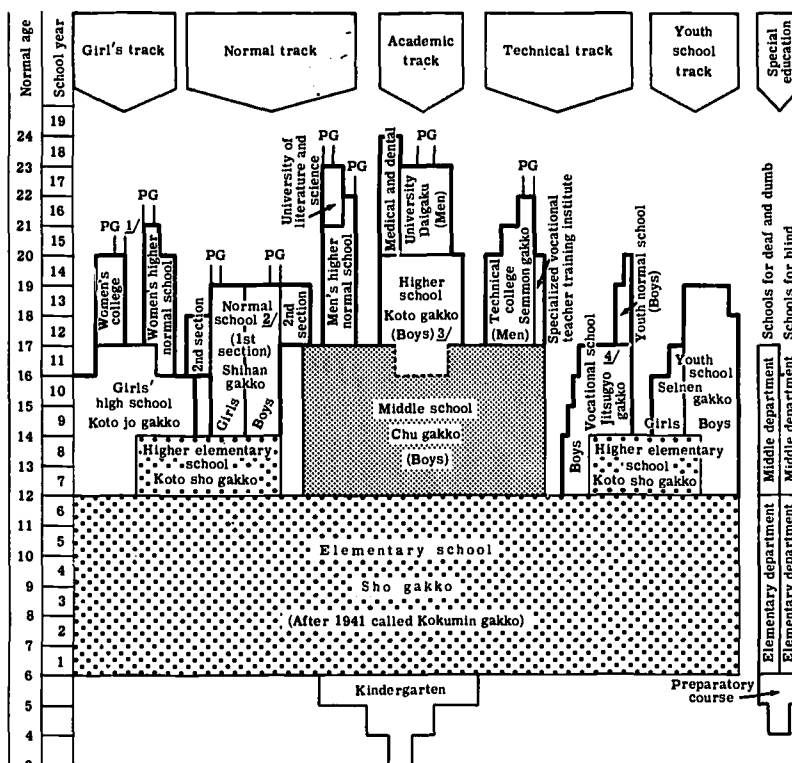 Normal age
School year
Girl's track
Normal track
Academic
track
Technical track
Youth
school
track
Special
education
19
24
18
23
17
22
16
21
15
20
14
19
13
18
12
17
11
16
10
15
9
14
8
13
7
12
6
11
5
10
4
9
3
8
2
7
1
6
5
4
PG 1/
Women's
college
PG
Women's higher
normal school
Girls'
high school
Koto jo gakko
2nd section
PG
PG
Normal
school 2/
(1st
section)
Shihan
gakko
Girls
Boys
2nd
section
University of
literature and
science
PG
PG
Men's higher
normal school
Medical and dental
PG
University
Daigaku
(Men)
Higher
school
Koto gakko
(Boys) 3/
Middle school
Chu gakko
(Boys)
PG
Technical
college
Semmon gakko
(Men)
Specialized vocational
teacher training institute
Youth normal school
(Boys)
Vocational school
Jitsugyo 4/
gakko
Boys
Youth
school
Seinen
gakko
Girls
Boys
Higher elementary
school
Koto sho gakko
Higher elementary
school
Koto sho gakko
Elementary school
Sho gakko
(After 1941 called Kokumin gakko)
Kindergarten
Preparatory
course
Schools for deaf and dumb
Schools for blind
Middle department
Middle department
Elementary department
Elementary department